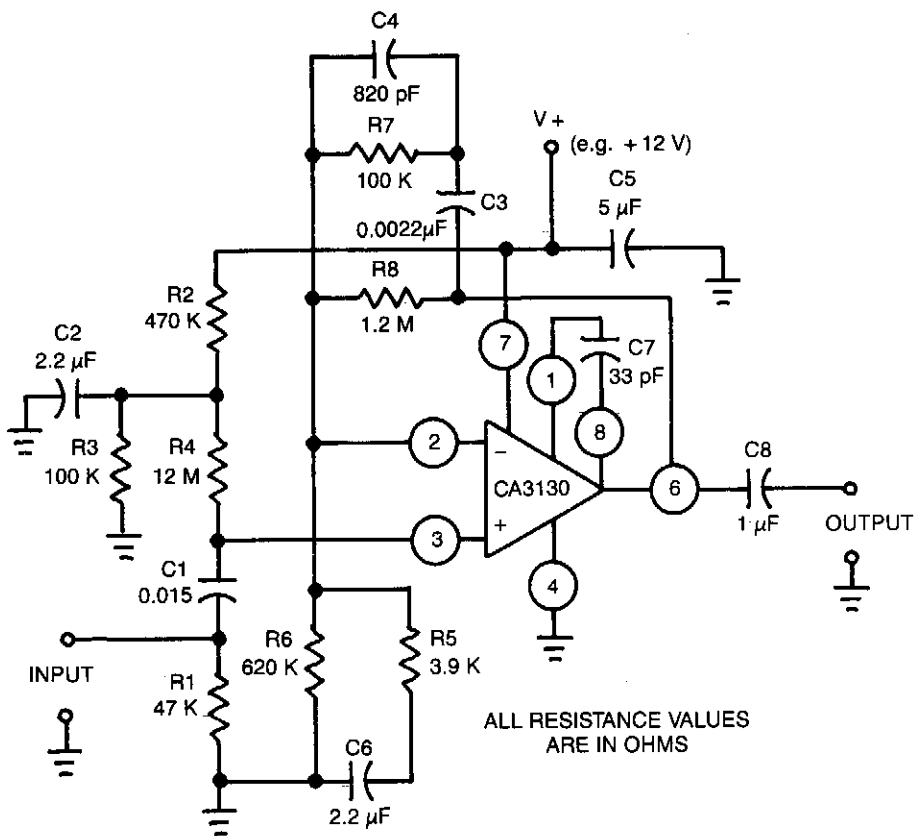 C4
820 pF
R7
100 K
V +
(e.g. + 12 V)
C3
0.0022μF
C5
5 μF
R8
1.2 M
R2
470 K
C2
2.2 μF
7
1
C7
33 pF
R3
100 K
R4
12 M
2
8
−
CA3130
+
6
C8
1 μF
OUTPUT
3
4
C1
0.015
INPUT
R1
47 K
R6
620 K
R5
3.9 K
C6
2.2 μF
ALL RESISTANCE VALUES
ARE IN OHMS